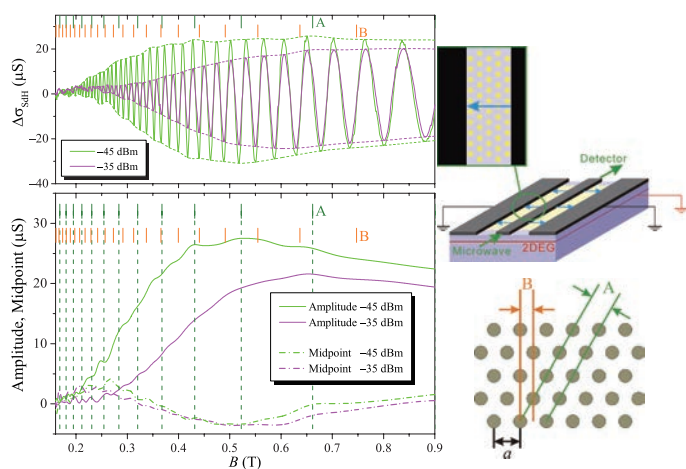 A
B
20
0
−20
−40
Δσ_SdH (µS)
−45 dBm
−35 dBm
A
B
30
20
10
0
Amplitude, Midpoint (µS)
Amplitude −45 dBm
Amplitude −35 dBm
Midpoint −45 dBm
Midpoint −35 dBm
0.2 0.3 0.4 0.5 0.6 0.7 0.8 0.9
B (T)
Detector
2DEG
Microwave
B
A
a